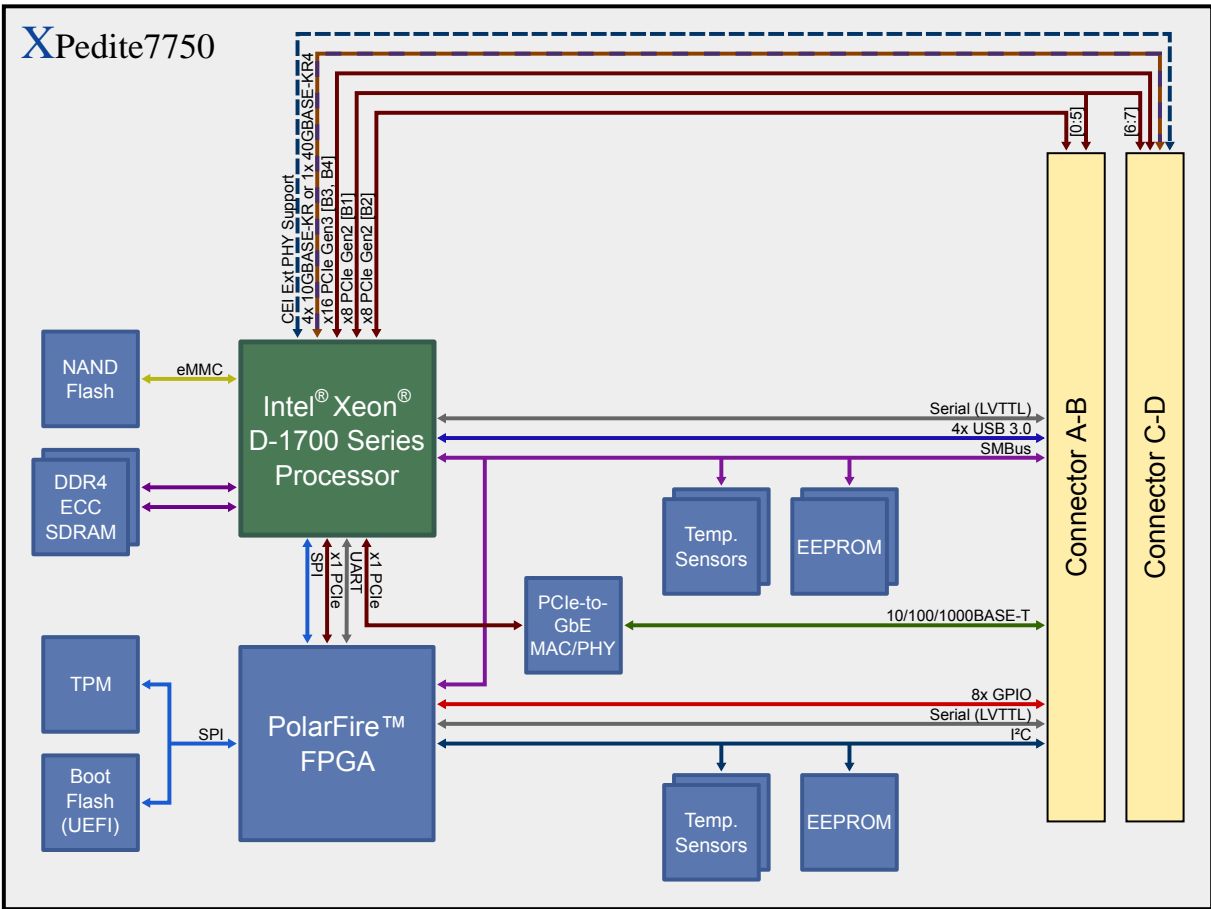 XPedite7750
CEI Ext PHY Support
4x 10GBASE-KR or 1x 40GBASE-KR4
x16 PCIe Gen3 [B3, B4]
x8 PCIe Gen2 [B1]
x8 PCIe Gen2 [B2]
[0:5]
[6:7]
NAND
Flash
eMMC
Intel® Xeon®
D-1700 Series
Processor
DDR4
ECC
SDRAM
Serial (LVTTL)
4x USB 3.0
SMBus
Connector A-B
Connector C-D
Temp.
Sensors
EEPROM
SPI
x1 PCIe
UART
x1 PCIe
PCIe-to-
GbE
MAC/PHY
10/100/1000BASE-T
TPM
SPI
Boot
Flash
(UEFI)
PolarFire™
FPGA
8x GPIO
Serial (LVTTL)
I²C
Temp.
Sensors
EEPROM